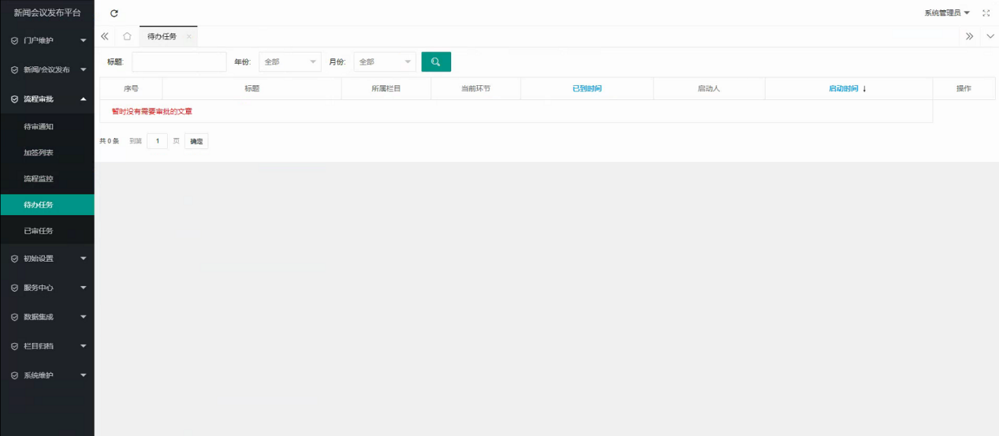 新闻会议发布平台
系统管理员
门户维护
新闻/会议发布
流程审批
待审通知
加签列表
流程监控
待办任务
已审任务
初始设置
服务中心
数据集成
栏目归档
系统维护
待办任务
标题: 年份: 全部 月份: 全部
序号 标题 所属栏目 当前环节 已到时间 启动人 启动时间 ↓ 操作
暂时没有需要审批的文章
共 0 条 到第 1 页 确定